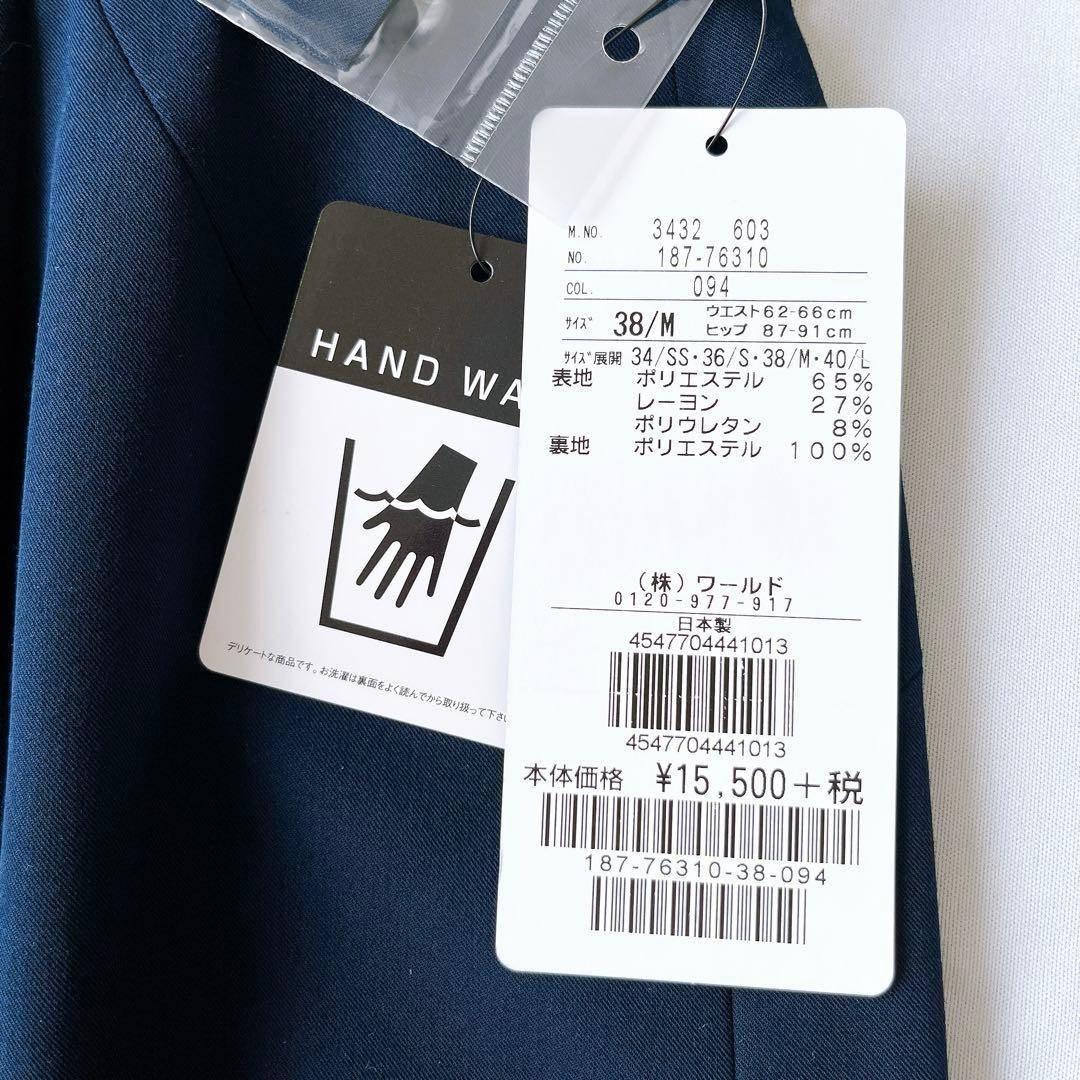 HAND WA
デリケートな商品です。お洗濯は裏面をよく読んでから取り扱って下さい
M.NO. 3432 603
NO. 187-76310
COL. 094
ｻｲｽﾞ 38/M ウエスト62-66cm
ヒップ 87-91cm
ｻｲｽﾞ展開 34/SS・36/S・38/M・40/L
表地 ポリエステル 65%
レーヨン 27%
ポリウレタン 8%
裏地 ポリエステル 100%
(株)ワールド
0120-977-917
日本製
4547704441013
4547704441013
本体価格 ¥15,500+税
187-76310-38-094